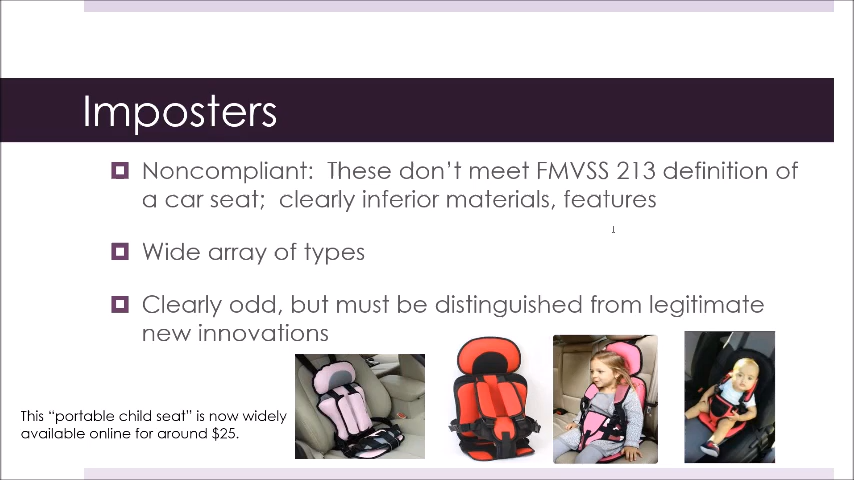 Imposters
Noncompliant: These don't meet FMVSS 213 definition of
a car seat; clearly inferior materials, features
Wide array of types
Clearly odd, but must be distinguished from legitimate
new innovations
This “portable child seat” is now widely
available online for around $25.